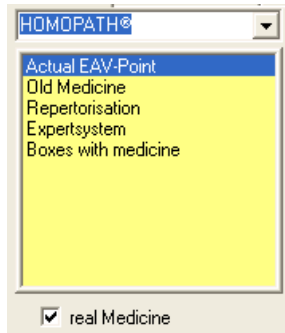 HOMOPATH®
Actual EAV-Point
Old Medicine
Repertorisation
Expertsystem
Boxes with medicine
real Medicine